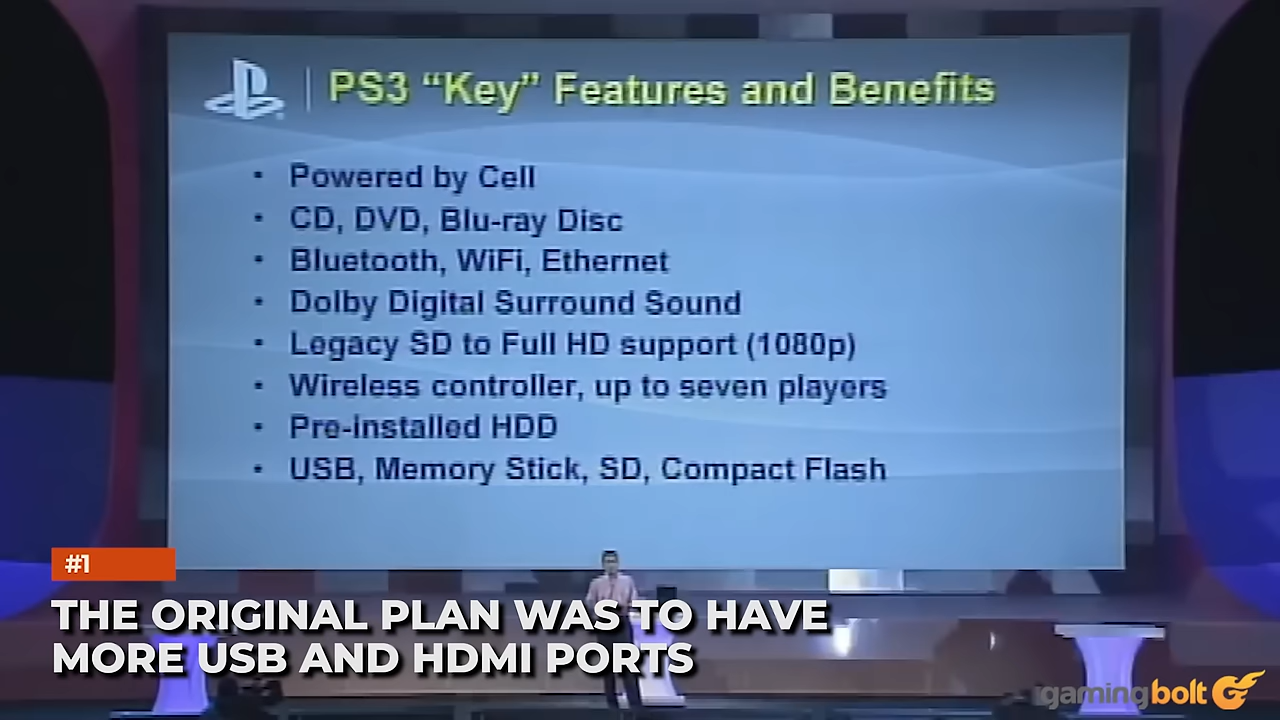 PS3 “Key” Features and Benefits
• Powered by Cell
• CD, DVD, Blu-ray Disc
• Bluetooth, WiFi, Ethernet
• Dolby Digital Surround Sound
• Legacy SD to Full HD support (1080p)
• Wireless controller, up to seven players
• Pre-installed HDD
• USB, Memory Stick, SD, Compact Flash
#1
THE ORIGINAL PLAN WAS TO HAVE
MORE USB AND HDMI PORTS
gamingbolt